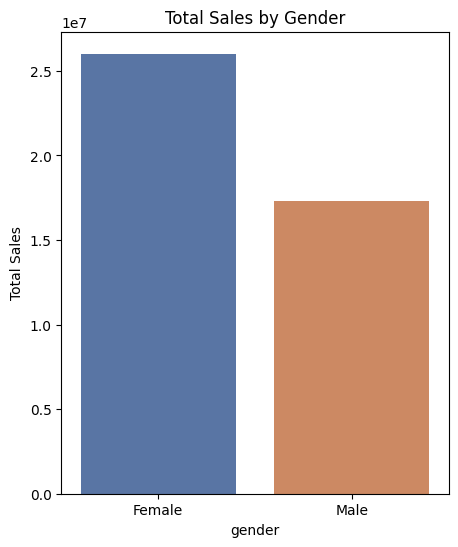 Total Sales by Gender
1e7
2.5
2.0
1.5
1.0
0.5
0.0
Total Sales
Female
Male
gender